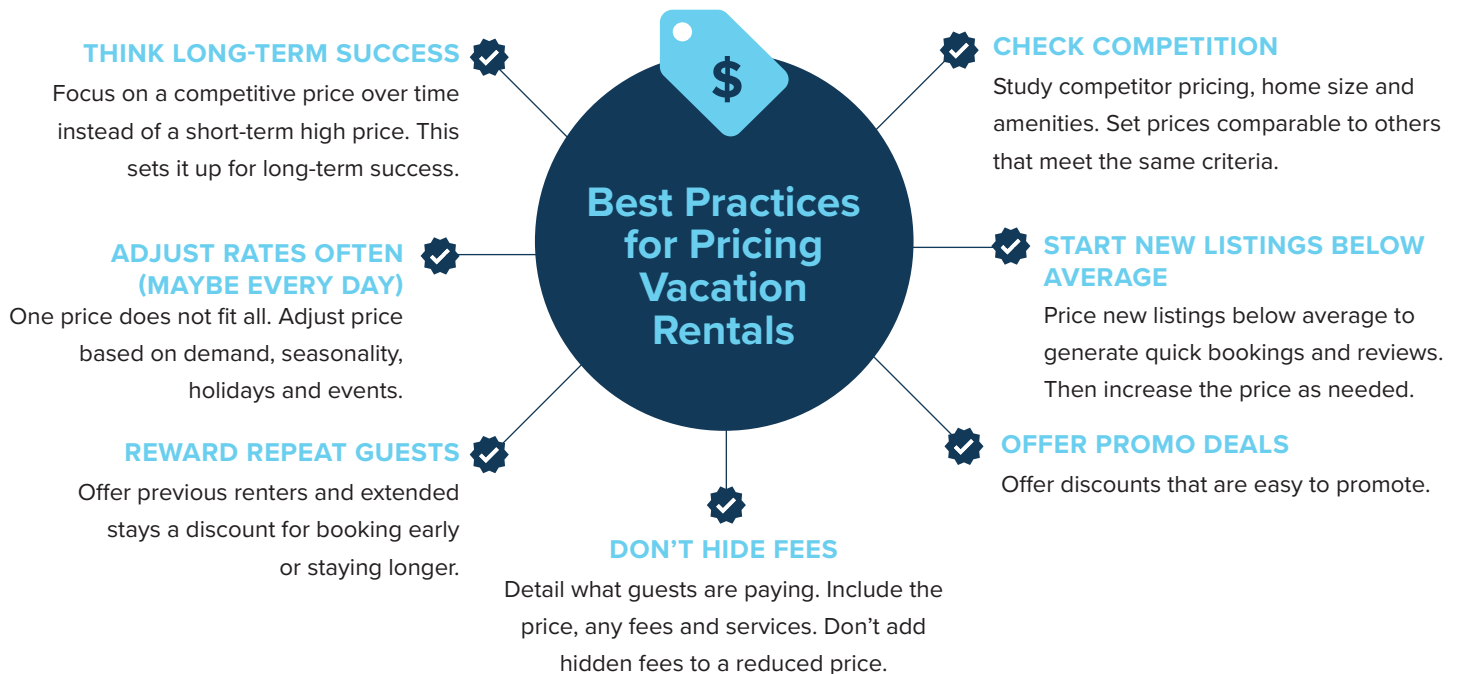 $
Best Practices
for Pricing
Vacation
Rentals
THINK LONG-TERM SUCCESS
Focus on a competitive price over time
instead of a short-term high price. This
sets it up for long-term success.
ADJUST RATES OFTEN
(MAYBE EVERY DAY)
One price does not fit all. Adjust price
based on demand, seasonality,
holidays and events.
REWARD REPEAT GUESTS
Offer previous renters and extended
stays a discount for booking early
or staying longer.
DON’T HIDE FEES
Detail what guests are paying. Include the
price, any fees and services. Don’t add
hidden fees to a reduced price.
CHECK COMPETITION
Study competitor pricing, home size and
amenities. Set prices comparable to others
that meet the same criteria.
START NEW LISTINGS BELOW
AVERAGE
Price new listings below average to
generate quick bookings and reviews.
Then increase the price as needed.
OFFER PROMO DEALS
Offer discounts that are easy to promote.